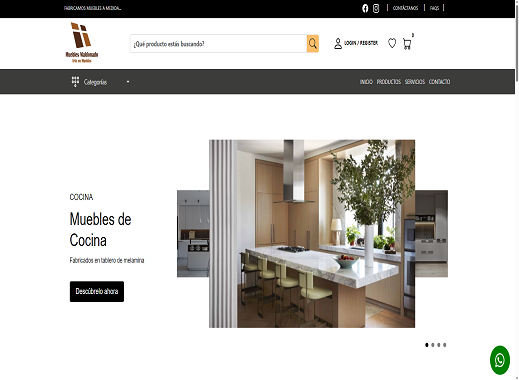 FABRICAMOS MUEBLES A MEDIDA...
CONTÁCTANOS
FAQS
Muebles Maldonado
Arte en Muebles
¿Qué producto estás buscando?
LOGIN / REGISTER
0
Categorías
INICIO PRODUCTOS SERVICIOS CONTACTO
COCINA
Muebles de
Cocina
Fabricados en tablero de melamina
Descúbrelo ahora